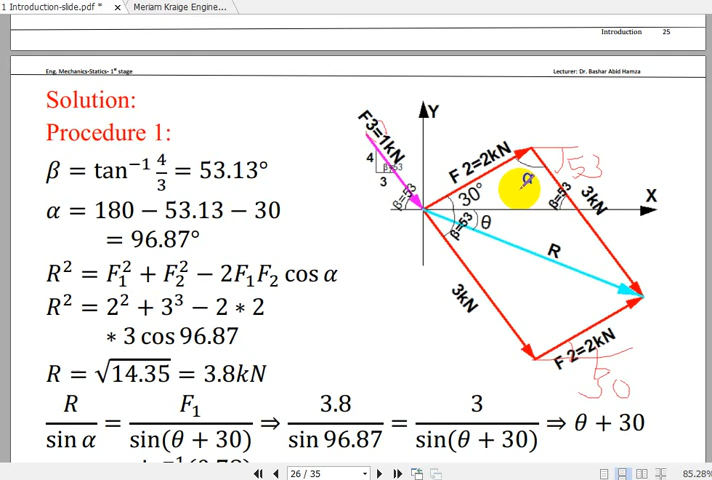 1 Introduction-slide.pdf *
Meriam Kraige Engine...
Introduction 25
Eng. Mechanics-Statics- 1st stage
Lecturer: Dr. Bashar Abid Hamza
Solution:
Procedure 1:
β = tan⁻¹ 4/3 = 53.13°
α = 180 − 53.13 − 30
= 96.87°
R² = F₁² + F₂² − 2F₁F₂ cos α
R² = 2² + 3³ − 2 * 2
* 3 cos 96.87
R = √14.35 = 3.8kN
R/sin α = F₁/sin(θ + 30) ⇒ 3.8/sin 96.87 = 3/sin(θ + 30) ⇒ θ + 30
Y
F3=1kN
4
3
β=53
β=53
F 2=2kN
α
53
30°
β=53
3kN
X
β=53
θ
R
3kN
F 2=2kN
30
26 / 35
85.28%